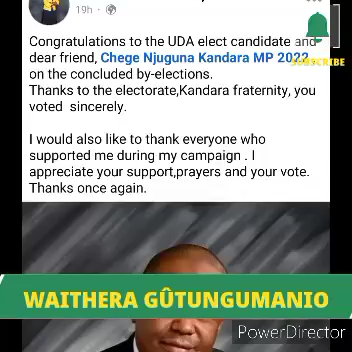 19h
Congratulations to the UDA elect candidate and
dear friend, Chege Njuguna Kandara MP 2022
on the concluded by-elections.
Thanks to the electorate,Kandara fraternity, you
voted sincerely.
I would also like to thank everyone who
supported me during my campaign . I
appreciate your support,prayers and your vote.
Thanks once again.
SUBSCRIBE
WAITHERA GÛTUNGUMANIO
PowerDirector